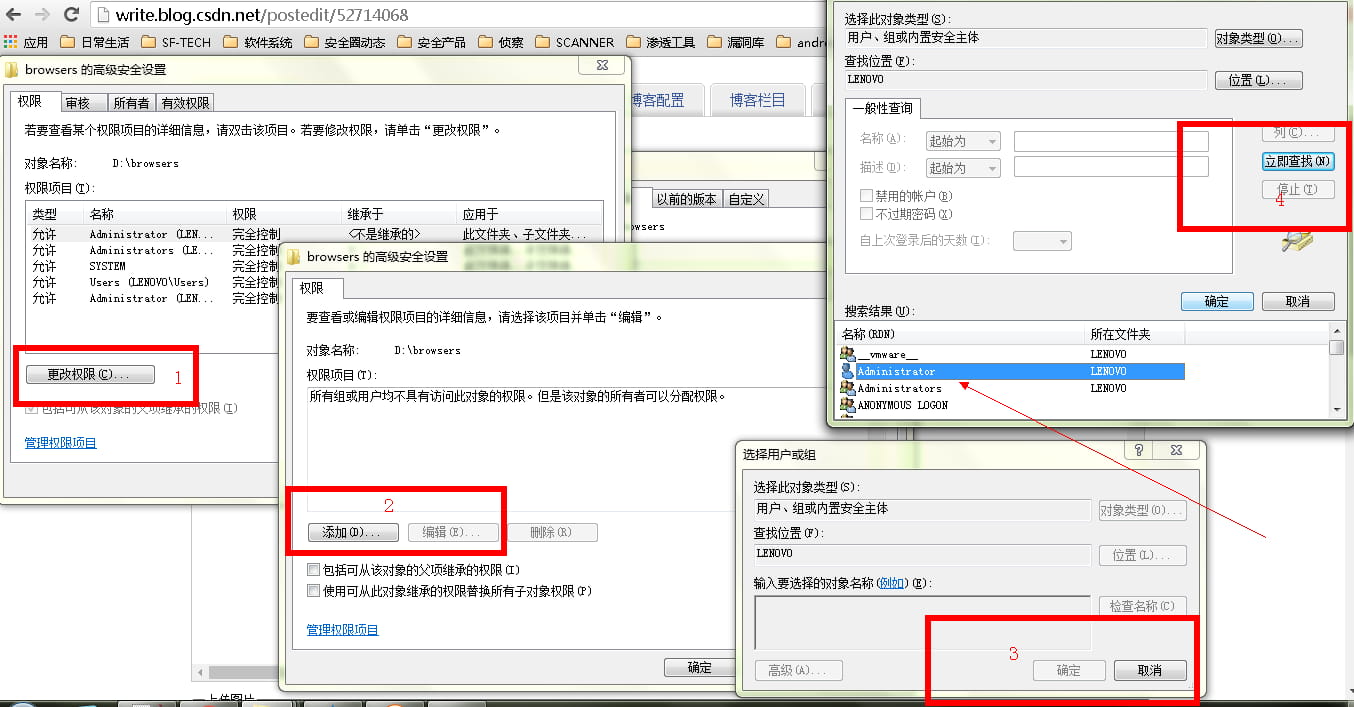 write.blog.csdn.net/postedit/52714068
应用 日常生活 SF-TECH 软件系统 安全圈动态 安全产品 侦察 SCANNER 渗透工具 漏洞库 andro
browsers 的高级安全设置
权限 审核 所有者 有效权限
若要查看某个权限项目的详细信息，请双击该项目。若要修改权限，请单击“更改权限”。
对象名称: D:\browsers
权限项目(T):
类型 名称 权限 继承于 应用于
允许 Administrator (LEN... 完全控制 <不是继承的> 此文件夹、子文件夹...
允许 Administrators (LE... 完全控制
允许 SYSTEM 完全控制
允许 Users (LENOVO\Users) 完全控制
允许 Administrator (LEN... 完全控制
更改权限(C)... 1
包括可从该对象的父项继承的权限(I)
管理权限项目
博客配置 博客栏目
以前的版本 自定义
wsers
browsers 的高级安全设置
权限
要查看或编辑权限项目的详细信息，请选择该项目并单击“编辑”。
对象名称: D:\browsers
权限项目(T):
所有组或用户均不具有访问此对象的权限。但是该对象的所有者可以分配权限。
2
添加(D)... 编辑(E)... 删除(R)
包括可从该对象的父项继承的权限(I)
使用可从此对象继承的权限替换所有子对象权限(P)
管理权限项目
确定
上传图片
选择此对象类型(S):
用户、组或内置安全主体 对象类型(O)...
查找位置(F):
LENOVO 位置(L)...
一般性查询
名称(A): 起始为
描述(D): 起始为
禁用的帐户(B)
不过期密码(X)
自上次登录后的天数(I):
列(C)...
立即查找(N)
停止(T)
4
确定 取消
搜索结果(U):
名称(RDN) 所在文件夹
__vmware__ LENOVO
Administrator LENOVO
Administrators LENOVO
ANONYMOUS LOGON
选择用户或组
选择此对象类型(S):
用户、组或内置安全主体 对象类型(O)...
查找位置(F):
LENOVO 位置(L)...
输入要选择的对象名称(例如)(E):
检查名称(C)
3
高级(A)... 确定 取消